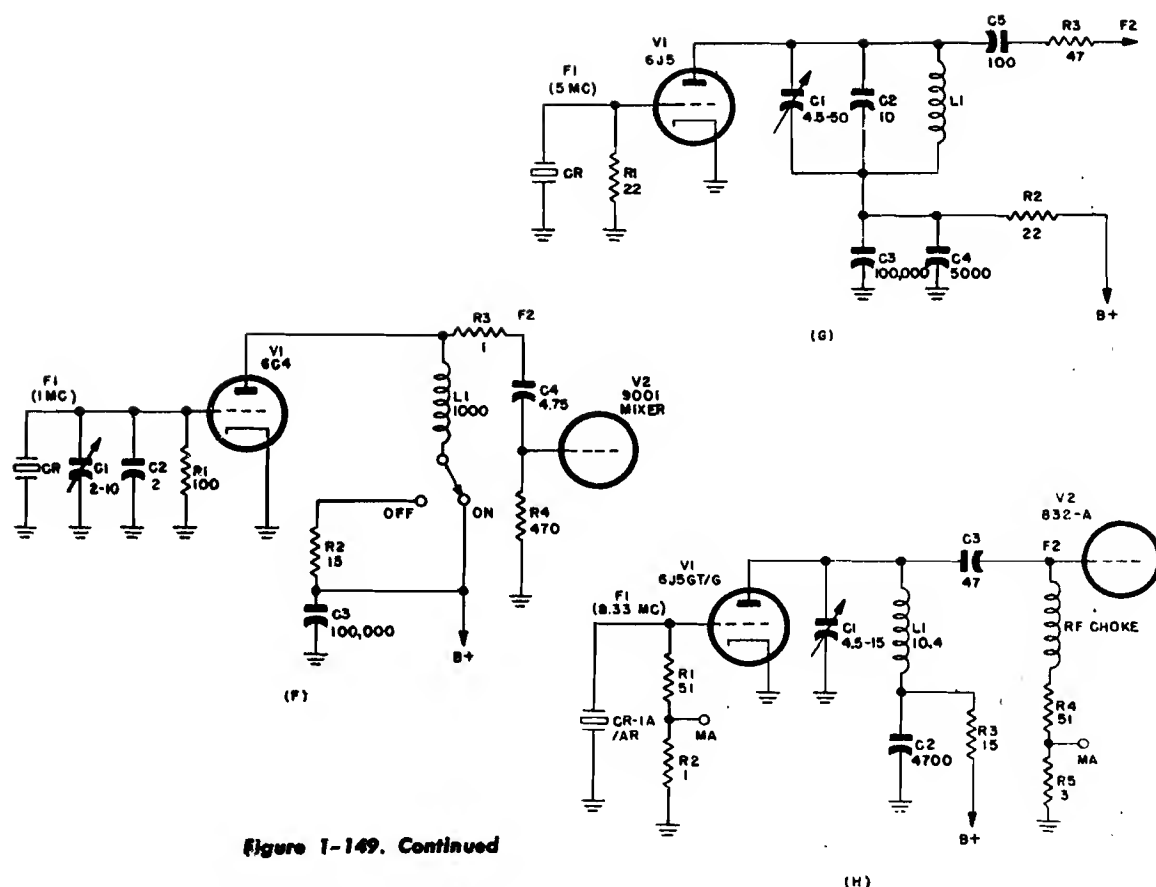 V1
6J5
F1
(5 MC)
CR
R1
22
C1
4.5-50
C2
10
L1
C5
100
R3
47
F2
R2
22
C3
100,000
C4
5000
B+
(G)
V1
6C4
F1
(1 MC)
CR
C1
2-10
C2
2
R1
100
R3
1
F2
L1
1000
C4
4.75
V2
9001
MIXER
OFF
ON
R2
15
R4
470
C3
100,000
B+
(F)
V1
6J5GT/G
F1
(8.33 MC)
CR-1A
/AR
R1
51
MA
R2
1
C1
4.5-15
L1
10.4
C3
47
F2
V2
832-A
RF CHOKE
C2
4700
R3
15
R4
51
MA
R5
3
B+
(H)
Figure 1-149. Continued